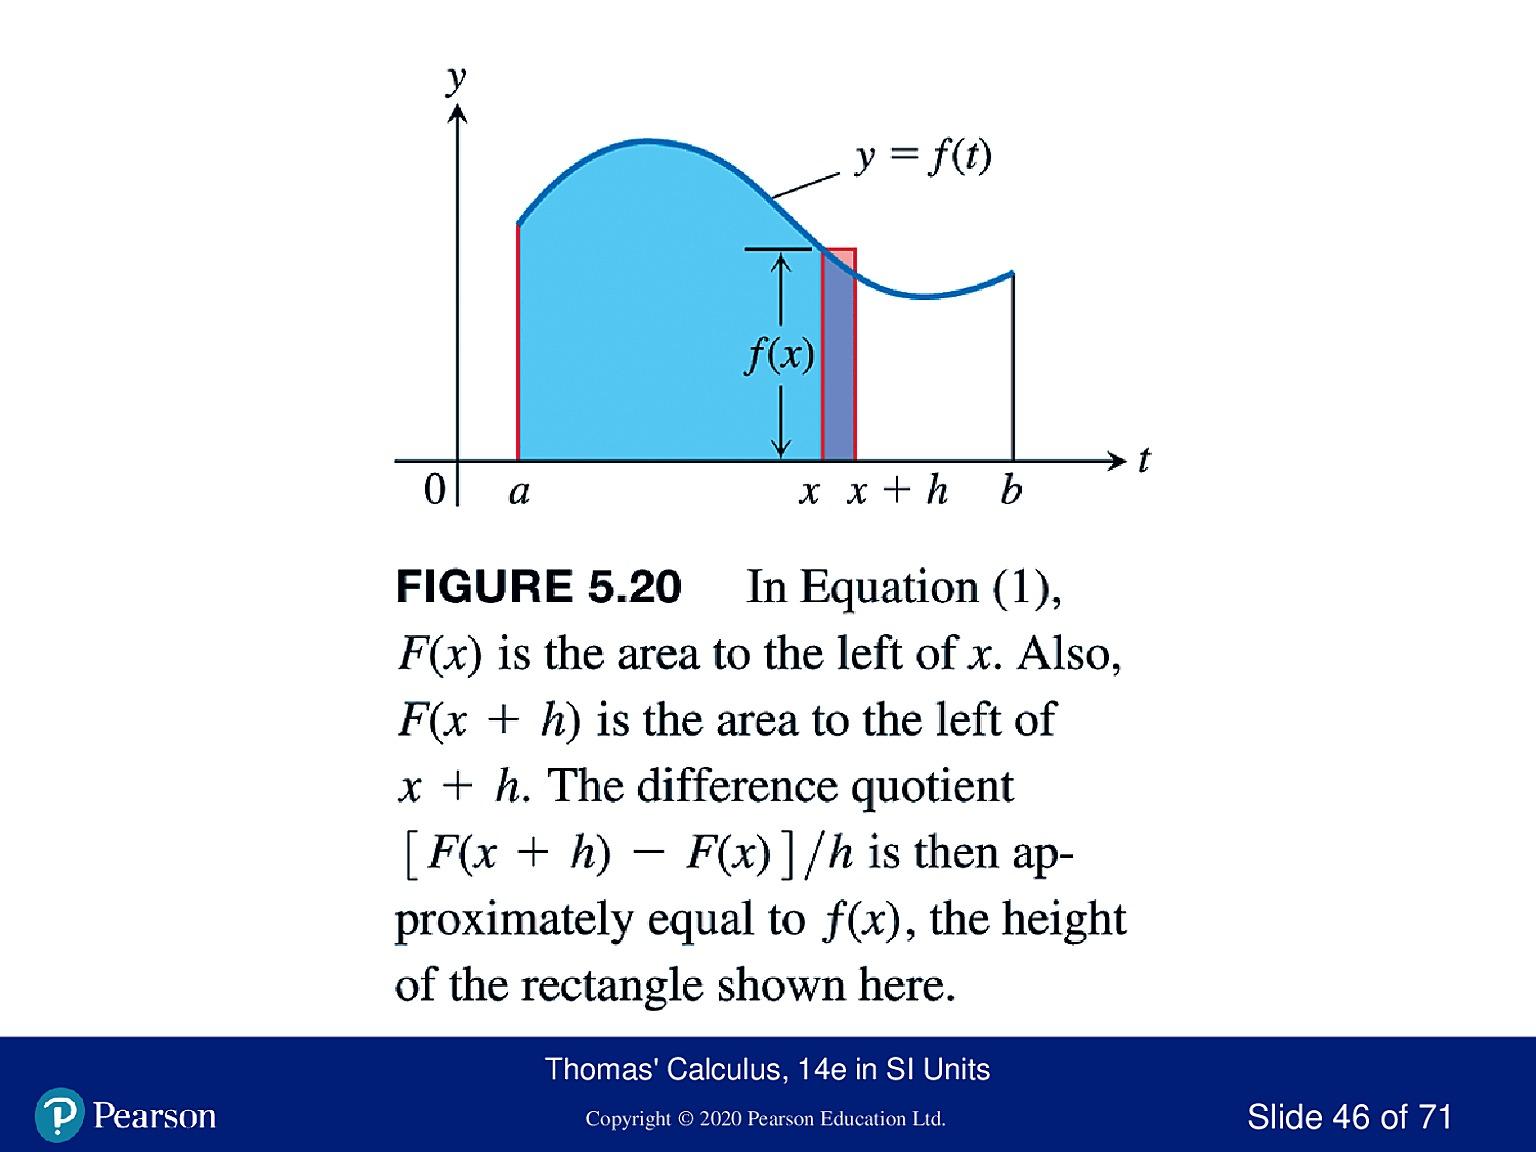 y
y = f(t)
f(x)
t
0 a x x + h b
FIGURE 5.20 In Equation (1),
F(x) is the area to the left of x. Also,
F(x + h) is the area to the left of
x + h. The difference quotient
[F(x + h) − F(x)]/h is then ap-
proximately equal to f(x), the height
of the rectangle shown here.
Thomas' Calculus, 14e in SI Units
Pearson
Copyright © 2020 Pearson Education Ltd.
Slide 46 of 71